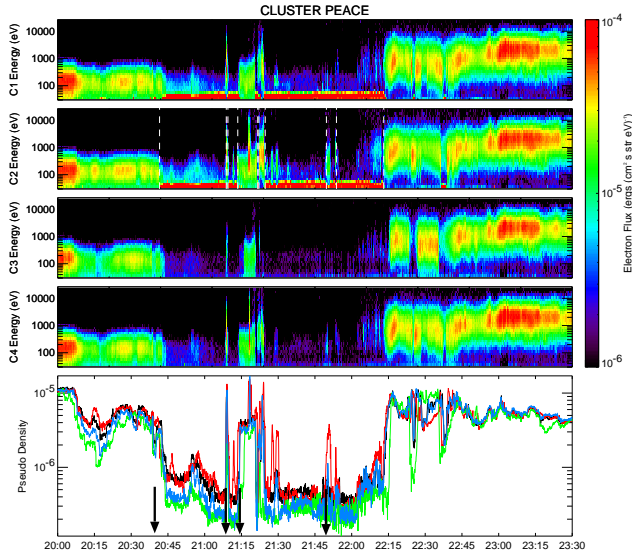 CLUSTER PEACE
C1 Energy (eV)
10000
1000
100
C2 Energy (eV)
10000
1000
100
C3 Energy (eV)
10000
1000
100
C4 Energy (eV)
10000
1000
100
10⁻⁴
10⁻⁵
10⁻⁶
Electron Flux (ergs (cm² s str eV)⁻¹)
Pseudo Density
10⁻⁵
10⁻⁶
20:00 20:15 20:30 20:45 21:00 21:15 21:30 21:45 22:00 22:15 22:30 22:45 23:00 23:15 23:30